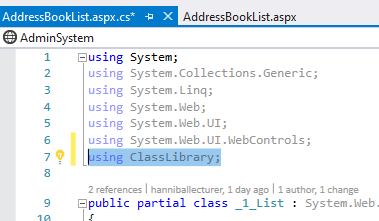 AddressBookList.aspx.cs* AddressBookList.aspx
AdminSystem
1 using System;
2 using System.Collections.Generic;
3 using System.Linq;
4 using System.Web;
5 using System.Web.UI;
6 using System.Web.UI.WebControls;
7 using ClassLibrary;
8
2 references | hanniballecturer, 1 day ago | 1 author, 1 change
9 public partial class _1_List : System.Web.
10 {